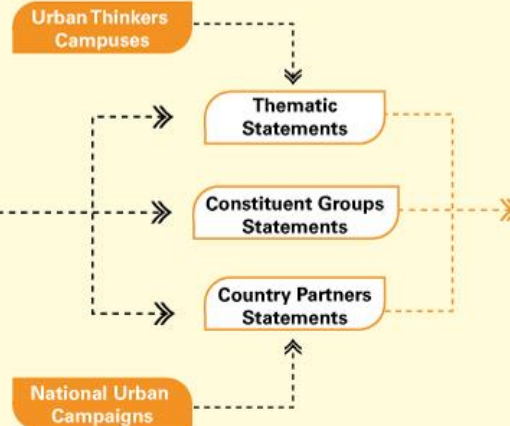 Urban Thinkers
Campuses
Thematic
Statements
Constituent Groups
Statements
Country Partners
Statements
National Urban
Campaigns